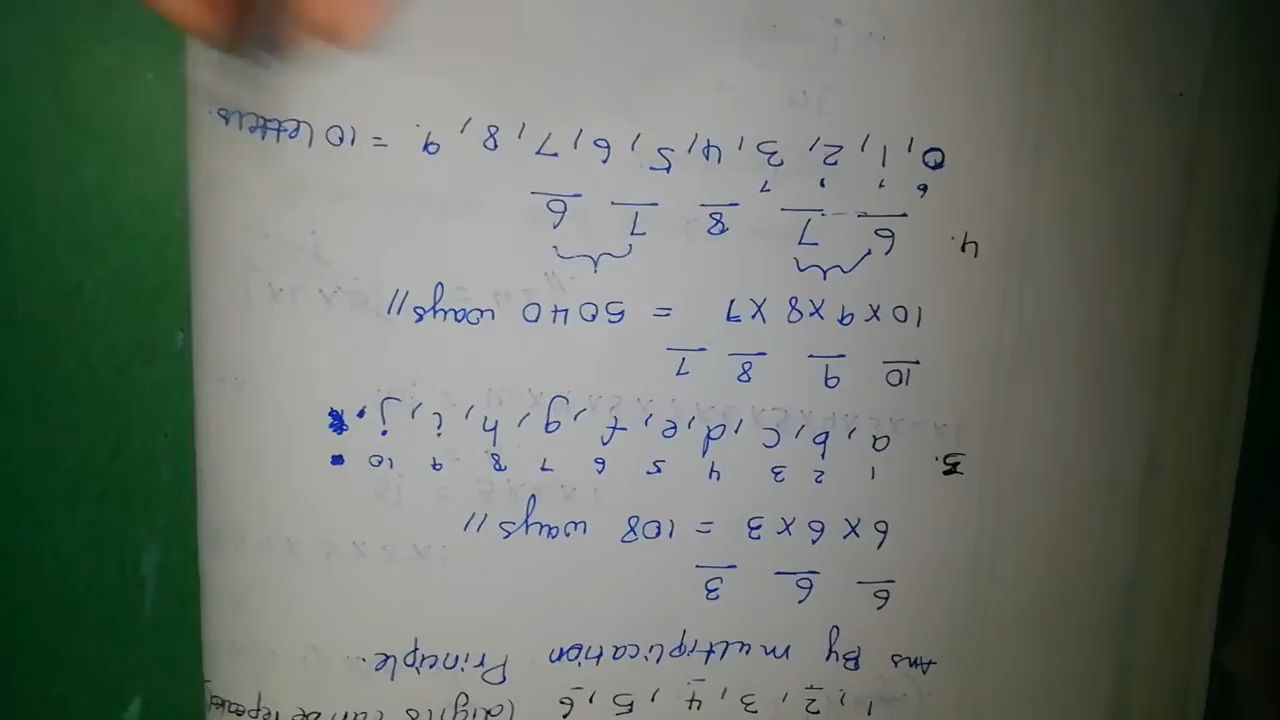 1, 2, 3, 4, 5, 6 (digits can be repeated
Ans By multiplication Principle.
6 6 3
6 x 6 x 3 = 108 ways//
1 2 3 4 5 6 7 8 9 10
3. a, b, c, d, e, f, g, h, i, j.
10 9 8 7
10 x 9 x 8 x 7 = 5040 ways//
4. 6 7 8 7 6
0, 1, 2, 3, 4, 5, 6, 7, 8, 9. = 10 letters.